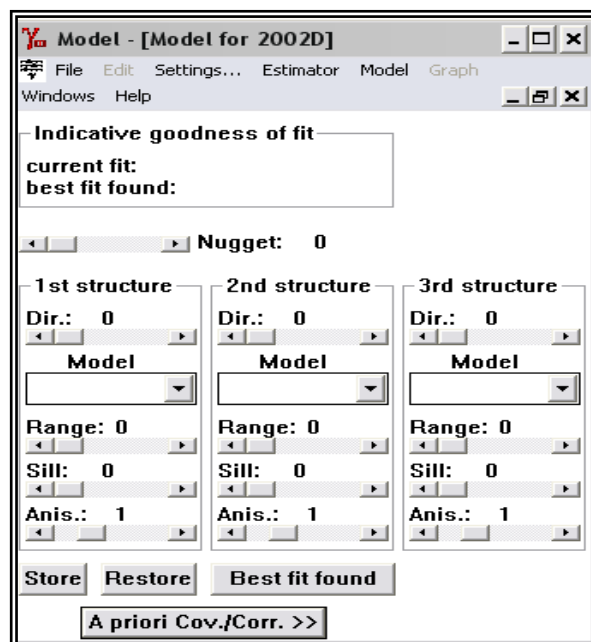 Model - [Model for 2002D]
File Edit Settings... Estimator Model Graph
Windows Help
Indicative goodness of fit
current fit:
best fit found:
Nugget: 0
1st structure 2nd structure 3rd structure
Dir.: 0 Dir.: 0 Dir.: 0
Model Model Model
Range: 0 Range: 0 Range: 0
Sill: 0 Sill: 0 Sill: 0
Anis.: 1 Anis.: 1 Anis.: 1
Store Restore Best fit found
A priori Cov./Corr. >>